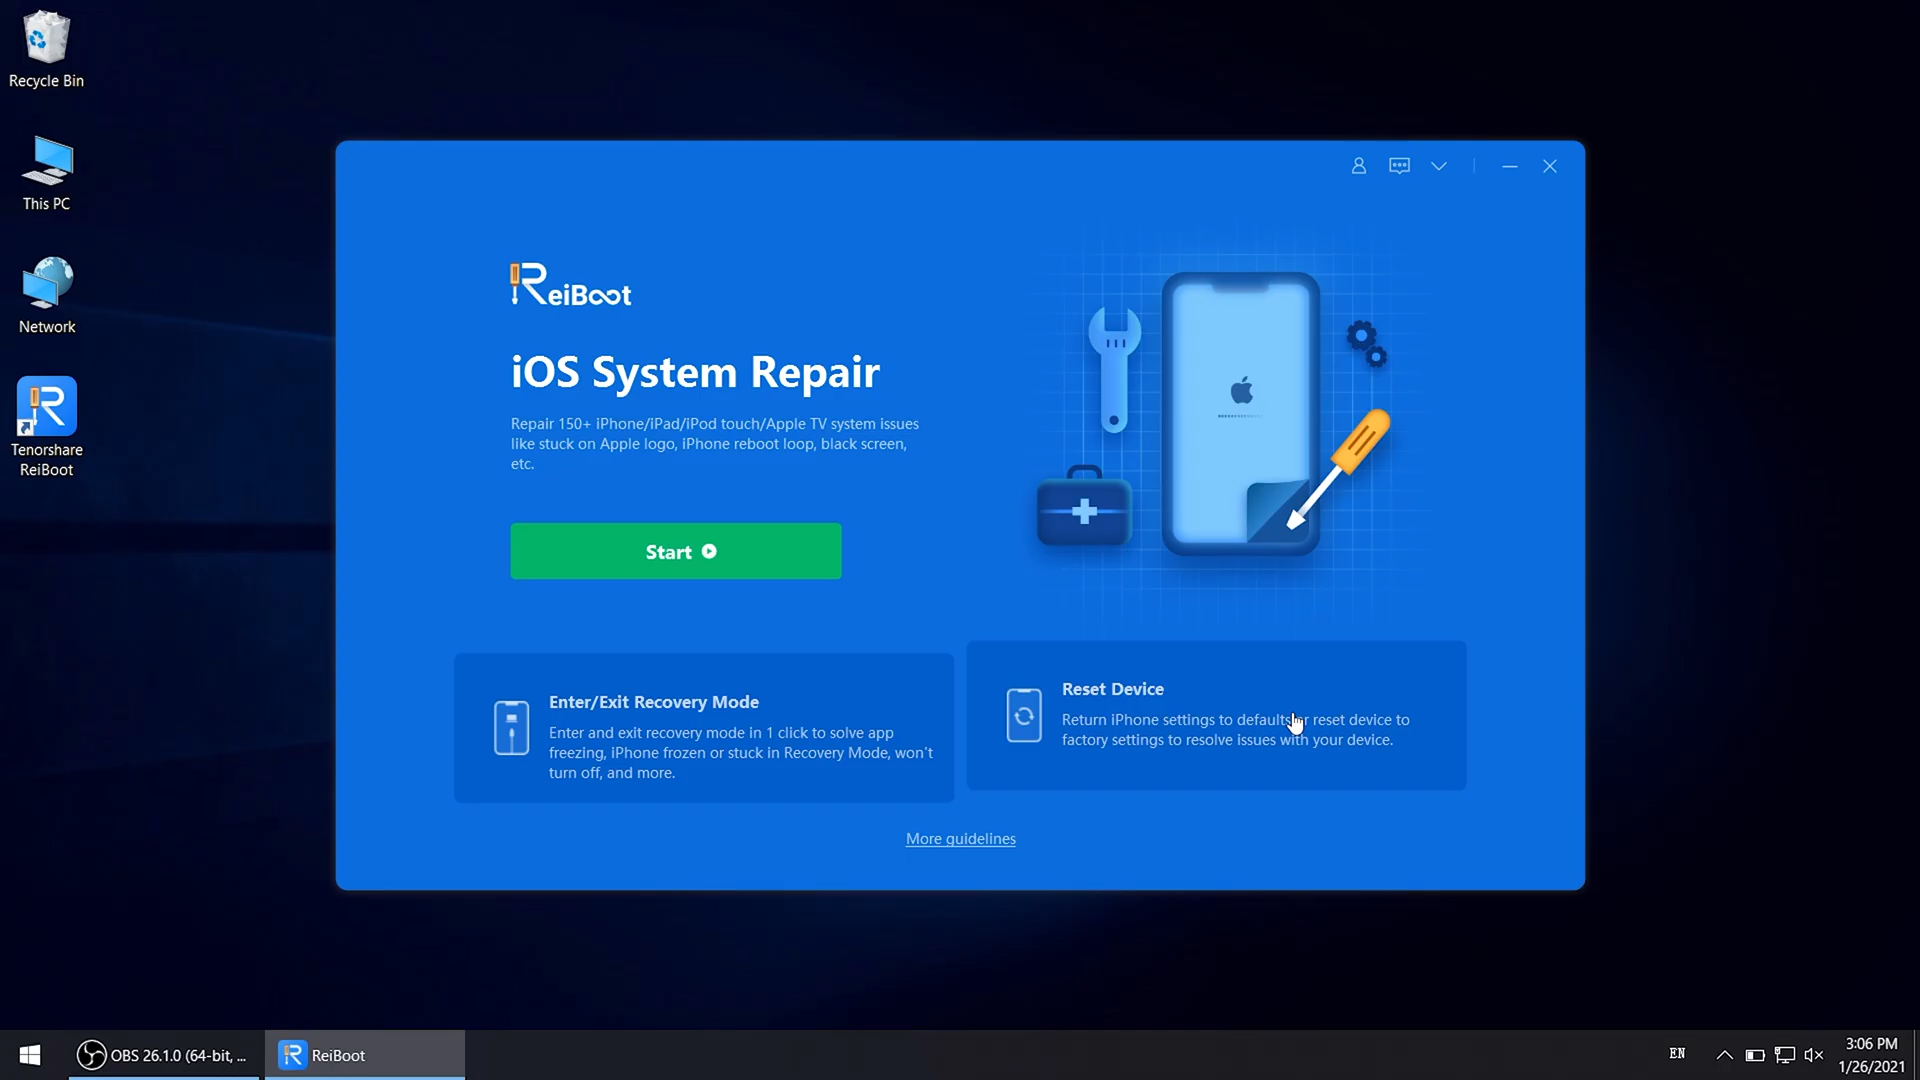 Recycle Bin
This PC
Network
Tenorshare
ReiBoot
ReiBoot
iOS System Repair
Repair 150+ iPhone/iPad/iPod touch/Apple TV system issues
like stuck on Apple logo, iPhone reboot loop, black screen,
etc.
Start
Enter/Exit Recovery Mode
Enter and exit recovery mode in 1 click to solve app
freezing, iPhone frozen or stuck in Recovery Mode, won't
turn off, and more.
Reset Device
Return iPhone settings to defaults or reset device to
factory settings to resolve issues with your device.
More guidelines
OBS 26.1.0 (64-bit, ...
ReiBoot
EN
3:06 PM
1/26/2021